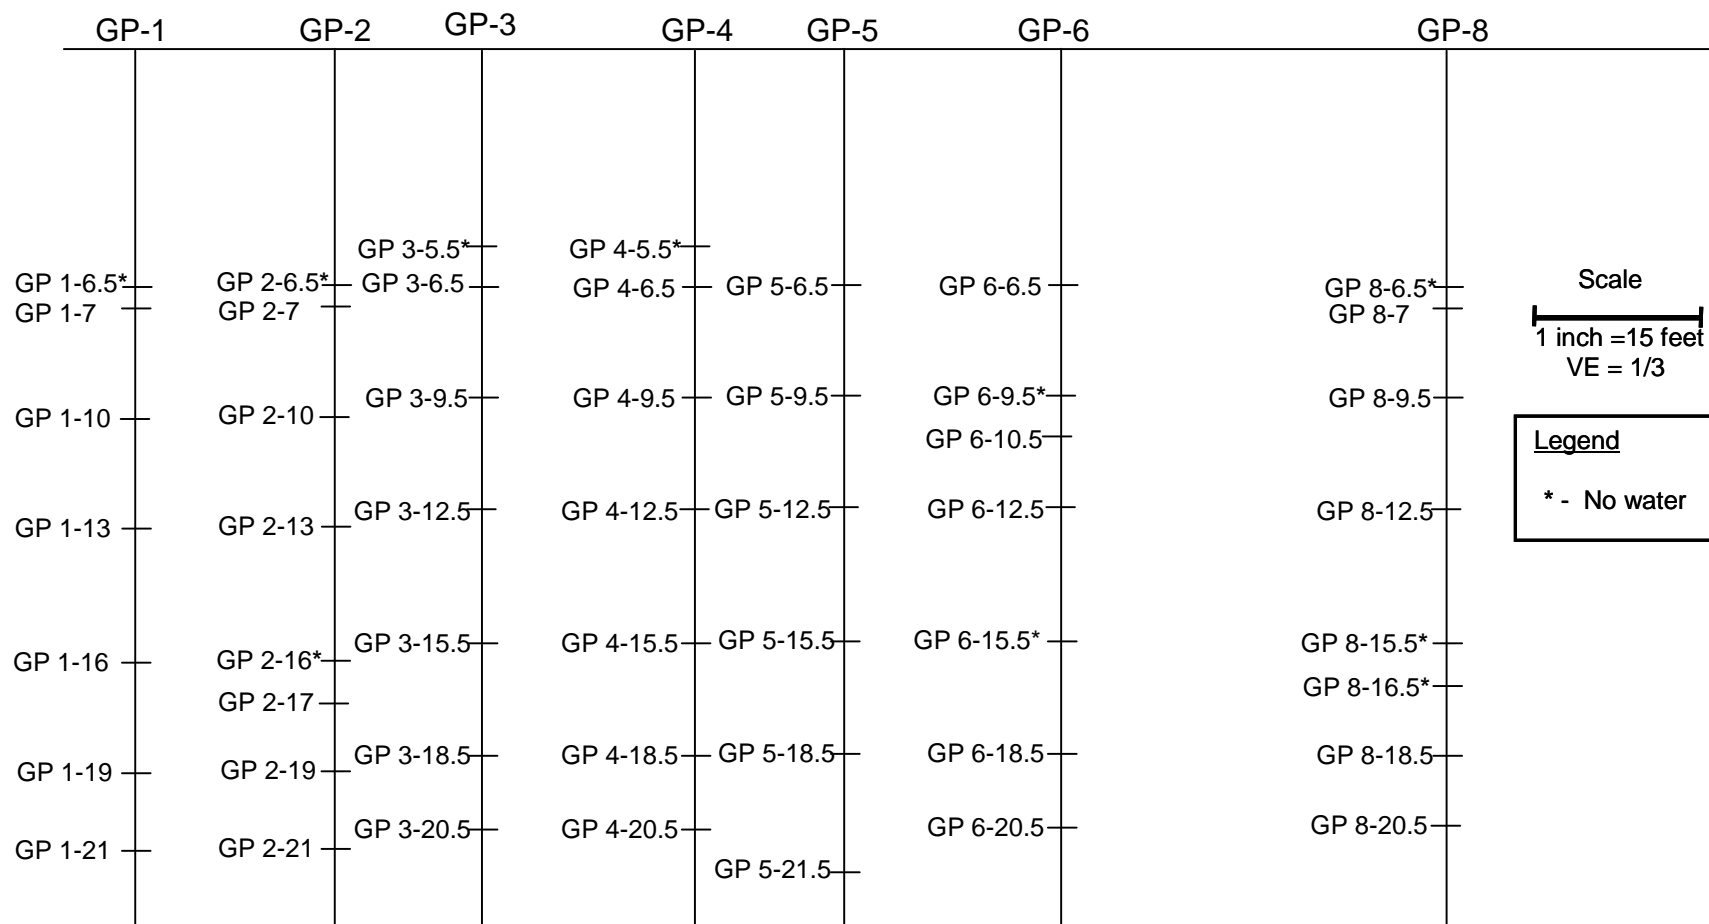 GP-1
GP-2
GP-3
GP-4
GP-5
GP-6
GP-8
GP 1-6.5*
GP 1-7
GP 1-10
GP 1-13
GP 1-16
GP 1-19
GP 1-21
GP 2-6.5*
GP 2-7
GP 2-10
GP 2-13
GP 2-16*
GP 2-17
GP 2-19
GP 2-21
GP 3-5.5*
GP 3-6.5
GP 3-9.5
GP 3-12.5
GP 3-15.5
GP 3-18.5
GP 3-20.5
GP 4-5.5*
GP 4-6.5
GP 4-9.5
GP 4-12.5
GP 4-15.5
GP 4-18.5
GP 4-20.5
GP 5-6.5
GP 5-9.5
GP 5-12.5
GP 5-15.5
GP 5-18.5
GP 5-21.5
GP 6-6.5
GP 6-9.5*
GP 6-10.5
GP 6-12.5
GP 6-15.5*
GP 6-18.5
GP 6-20.5
GP 8-6.5*
GP 8-7
GP 8-9.5
GP 8-12.5
GP 8-15.5*
GP 8-16.5*
GP 8-18.5
GP 8-20.5
Scale
1 inch =15 feet
VE = 1/3
Legend
* - No water